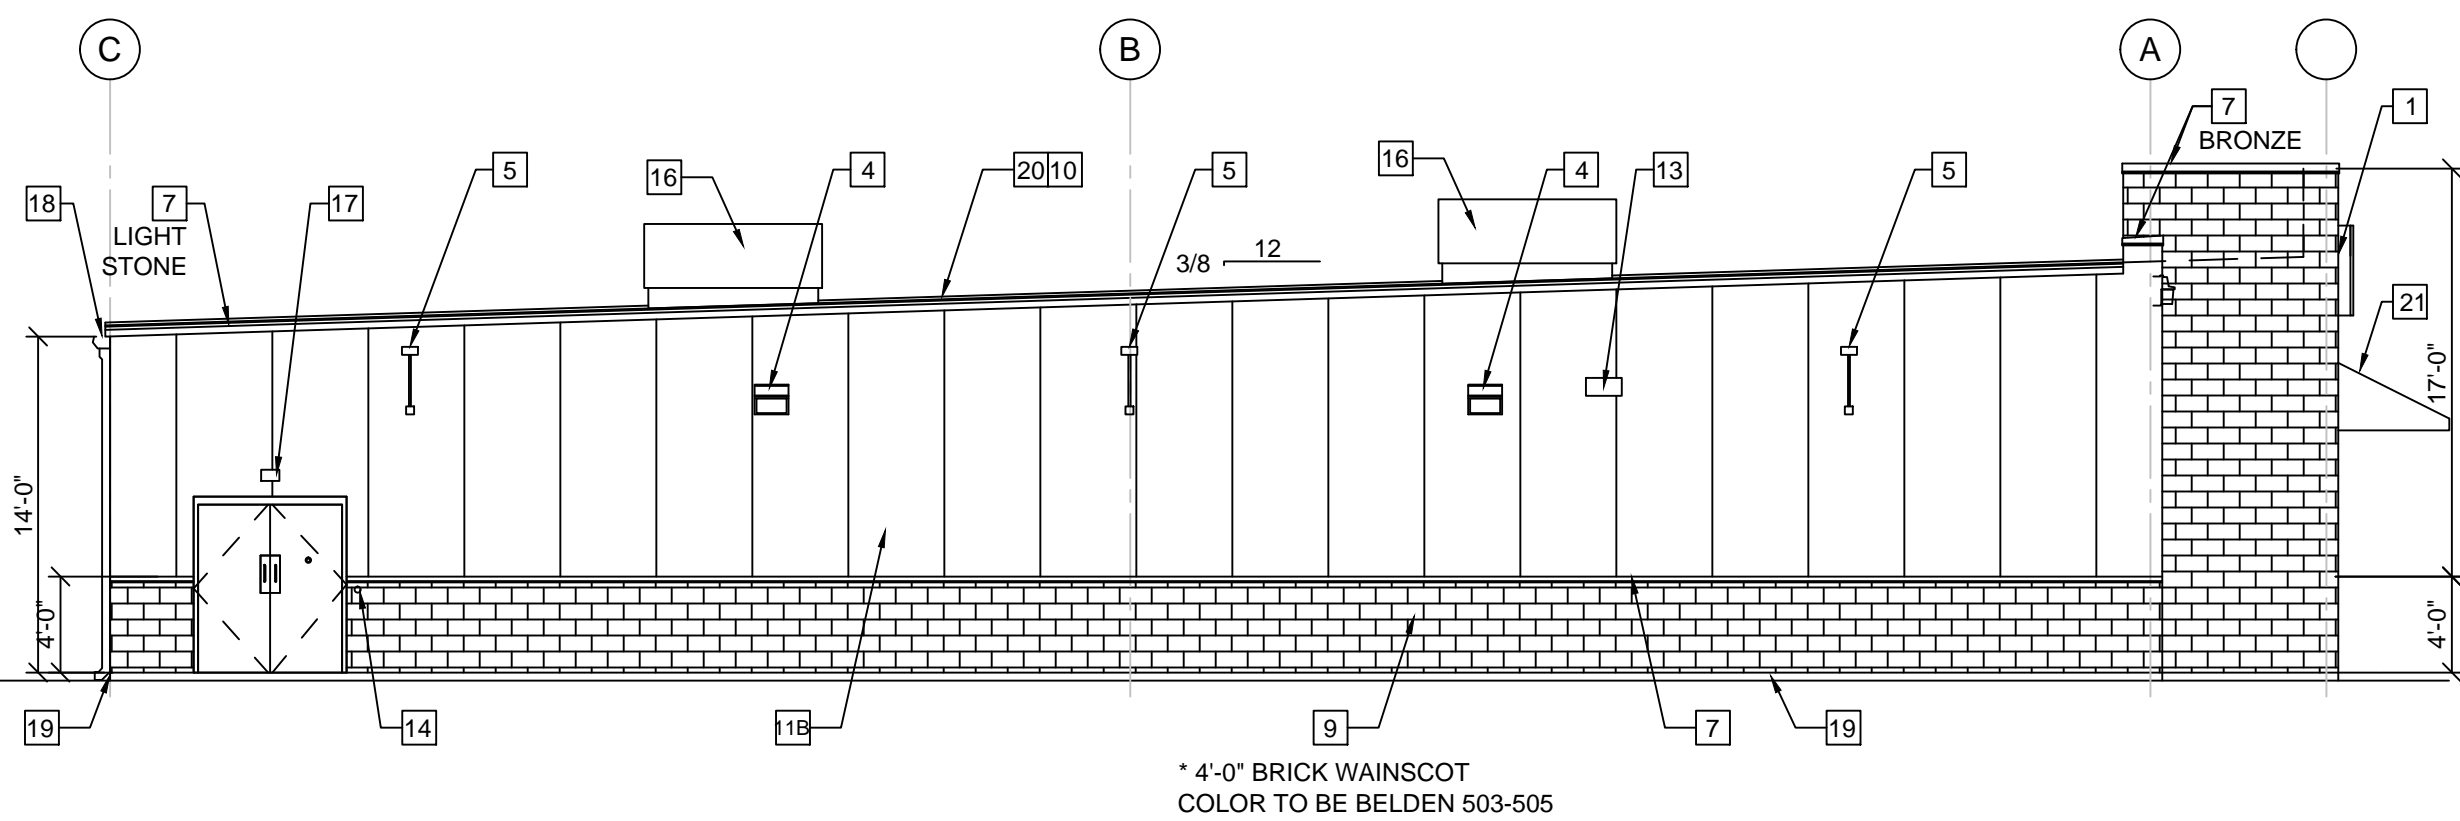 C
B
A
7
1
BRONZE
5
16
4
20 10
5
16
4
13
5
18
7
17
LIGHT
STONE
3/8
12
21
17'-0"
14'-0"
4'-0"
4'-0"
19
14
11B
9
7
19
* 4'-0" BRICK WAINSCOT
COLOR TO BE BELDEN 503-505